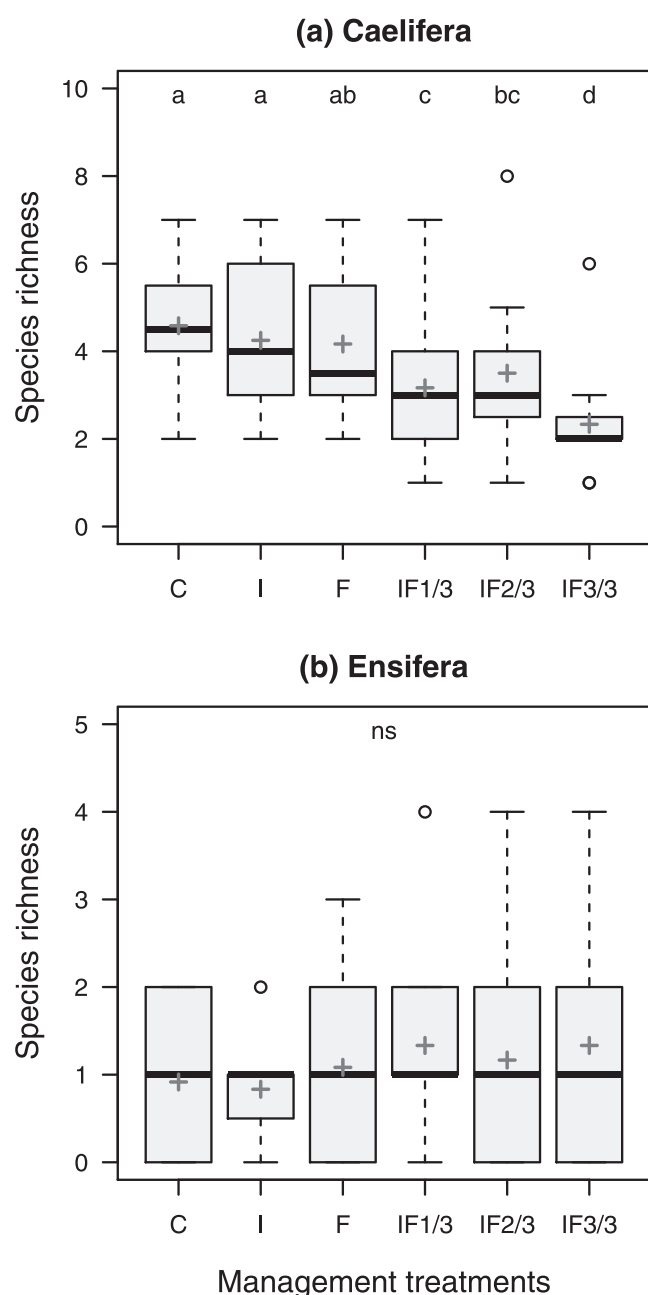 (a) Caelifera
10
a a ab c bc d
8
6
4
2
0
Species richness
C I F IF1/3 IF2/3 IF3/3
(b) Ensifera
5
ns
4
3
2
1
0
Species richness
C I F IF1/3 IF2/3 IF3/3
Management treatments